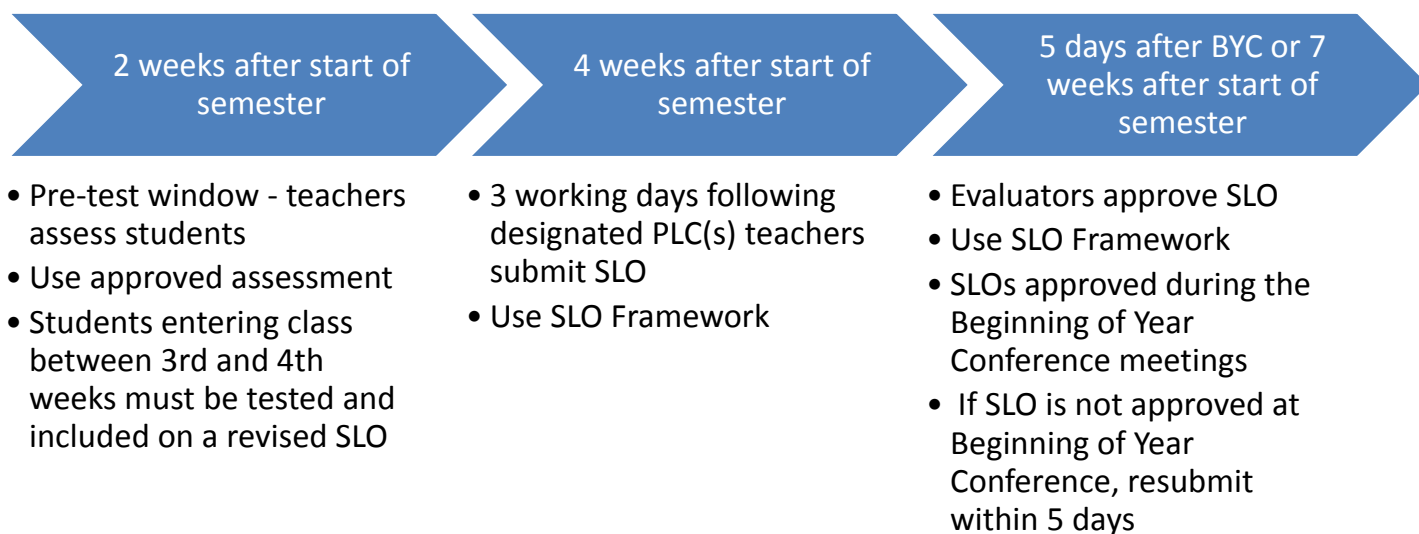 2 weeks after start of
semester
• Pre-test window - teachers
assess students
• Use approved assessment
• Students entering class
between 3rd and 4th
weeks must be tested and
included on a revised SLO
4 weeks after start of
semester
• 3 working days following
designated PLC(s) teachers
submit SLO
• Use SLO Framework
5 days after BYC or 7
weeks after start of
semester
• Evaluators approve SLO
• Use SLO Framework
• SLOs approved during the
Beginning of Year
Conference meetings
• If SLO is not approved at
Beginning of Year
Conference, resubmit
within 5 days